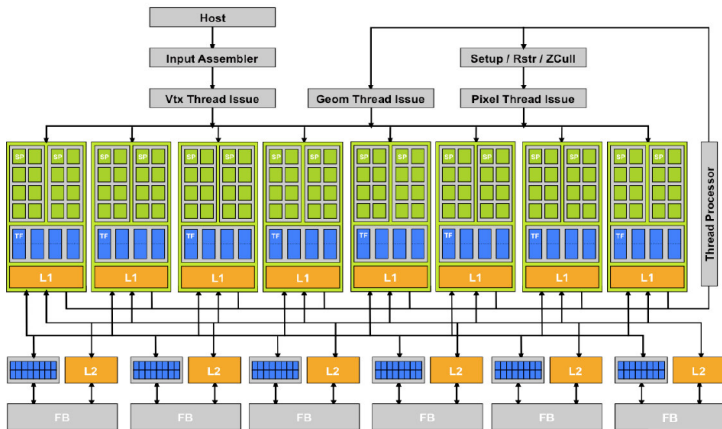 Host
Input Assembler
Setup / Rstr / ZCull
Vtx Thread Issue
Geom Thread Issue
Pixel Thread Issue
SP SP SP SP SP SP SP SP SP SP SP SP SP SP SP SP
TF TF TF TF TF TF TF TF
L1 L1 L1 L1 L1 L1 L1 L1
Thread Processor
L2 L2 L2 L2 L2 L2
FB FB FB FB FB FB